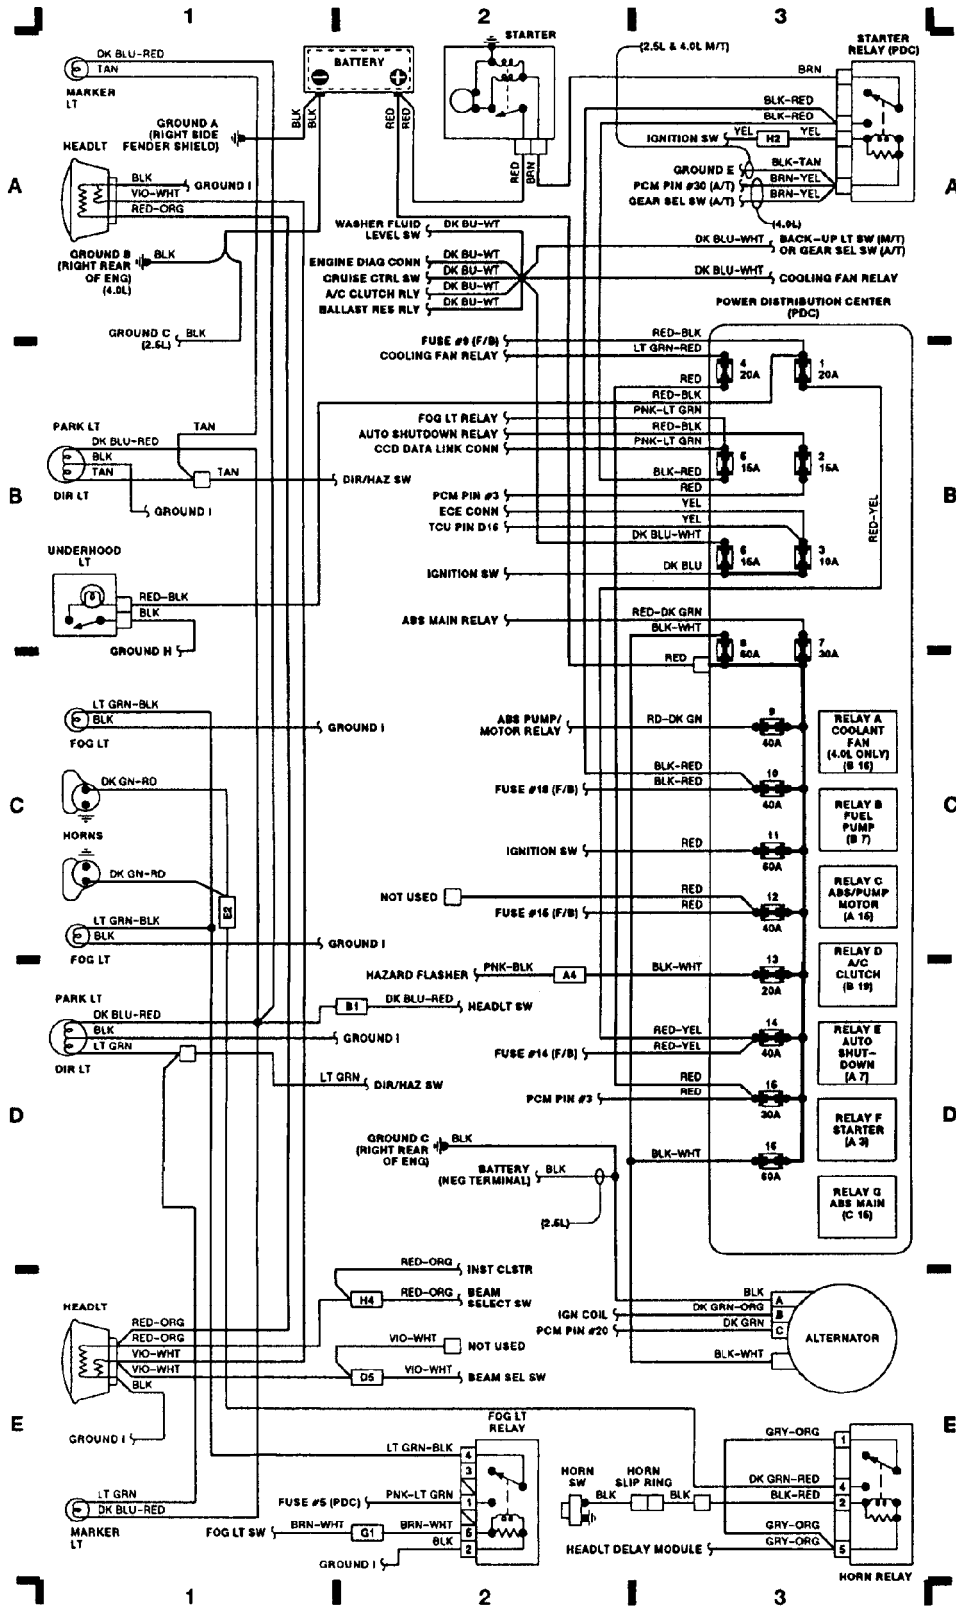 1 2 3
DK BLU-RED
TAN
MARKER
LT
BATTERY
STARTER
(2.5L & 4.0L M/T)
STARTER
RELAY (PDC)
BRN
BLK-RED
BLK-RED
BLK
BLK
RED
RED
RED
BRN
GROUND A
(RIGHT SIDE
FENDER SHIELD)
IGNITION SW
YEL
H2
YEL
HEADLT
BLK
GROUND I
VIO-WHT
RED-ORG
GROUND E
BLK-TAN
PCM PIN #30 (A/T)
BRN-YEL
GEAR SEL SW (A/T)
BRN-YEL
(4.0L)
A
A
WASHER FLUID
LEVEL SW
DK BU-WT
ENGINE DIAG CONN
DK BU-WT
CRUISE CTRL SW
DK BU-WT
A/C CLUTCH RLY
DK BU-WT
BALLAST RES RLY
DK BU-WT
DK BLU-WHT
BACK-UP LT SW (M/T)
OR GEAR SEL SW (A/T)
DK BLU-WHT
COOLING FAN RELAY
GROUND B
(RIGHT REAR
OF ENG)
(4.0L)
BLK
GROUND C
(2.5L)
BLK
POWER DISTRIBUTION CENTER
(PDC)
FUSE #9 (F/B)
RED-BLK
COOLING FAN RELAY
LT GRN-RED
4
20A
1
20A
RED
RED-BLK
FOG LT RELAY
PNK-LT GRN
AUTO SHUTDOWN RELAY
RED-BLK
CCD DATA LINK CONN
PNK-LT GRN
5
15A
2
15A
BLK-RED
PCM PIN #3
RED
ECE CONN
YEL
TCU PIN D16
YEL
DK BLU-WHT
6
15A
3
10A
IGNITION SW
DK BLU
RED-YEL
PARK LT
TAN
DK BLU-RED
BLK
TAN
TAN
DIR/HAZ SW
DIR LT
GROUND I
B
B
UNDERHOOD
LT
RED-BLK
BLK
GROUND H
ABS MAIN RELAY
RED-DK GRN
BLK-WHT
8
50A
7
30A
RED
LT GRN-BLK
BLK
FOG LT
GROUND I
ABS PUMP/
MOTOR RELAY
RD-DK GN
9
40A
RELAY A
COOLANT
FAN
(4.0L ONLY)
(B 16)
DK GN-RD
HORNS
DK GN-RD
E2
BLK-RED
10
FUSE #18 (F/B)
BLK-RED
40A
RELAY B
FUEL
PUMP
(B 7)
C
C
IGNITION SW
RED
11
60A
NOT USED
RED
12
FUSE #15 (F/B)
RED
40A
RELAY C
ABS/PUMP
MOTOR
(A 15)
LT GRN-BLK
BLK
FOG LT
GROUND I
HAZARD FLASHER
PNK-BLK
A4
BLK-WHT
13
20A
RELAY D
A/C
CLUTCH
(B 19)
PARK LT
DK BLU-RED
B1
DK BLU-RED
HEADLT SW
BLK
GROUND I
LT GRN
DIR LT
LT GRN
DIR/HAZ SW
RED-YEL
14
FUSE #14 (F/B)
RED-YEL
40A
RELAY E
AUTO
SHUT-
DOWN
(A 7)
RED
15
PCM PIN #3
RED
30A
RELAY F
STARTER
(A 3)
D
D
GROUND C
(RIGHT REAR
OF ENG)
BLK
BATTERY
(NEG TERMINAL)
BLK
(2.5L)
BLK-WHT
16
60A
RELAY G
ABS MAIN
(C 15)
RED-ORG
INST CLSTR
H4
RED-ORG
BEAM
SELECT SW
HEADLT
RED-ORG
RED-ORG
VIO-WHT
VIO-WHT
BLK
GROUND I
VIO-WHT
NOT USED
D5
VIO-WHT
BEAM SEL SW
BLK
A
IGN COIL
DK GRN-ORG
B
PCM PIN #20
DK GRN
C
BLK-WHT
ALTERNATOR
E
E
FOG LT
RELAY
LT GRN-BLK
4
3
FUSE #5 (PDC)
PNK-LT GRN
1
FOG LT SW
BRN-WHT
G1
BRN-WHT
5
BLK
2
GROUND I
LT GRN
DK BLU-RED
MARKER
LT
HORN
SW
HORN
SLIP RING
BLK
BLK
GRY-ORG
1
DK GRN-RED
4
BLK-RED
2
GRY-ORG
GRY-ORG
5
HEADLT DELAY MODULE
HORN RELAY
1 2 3